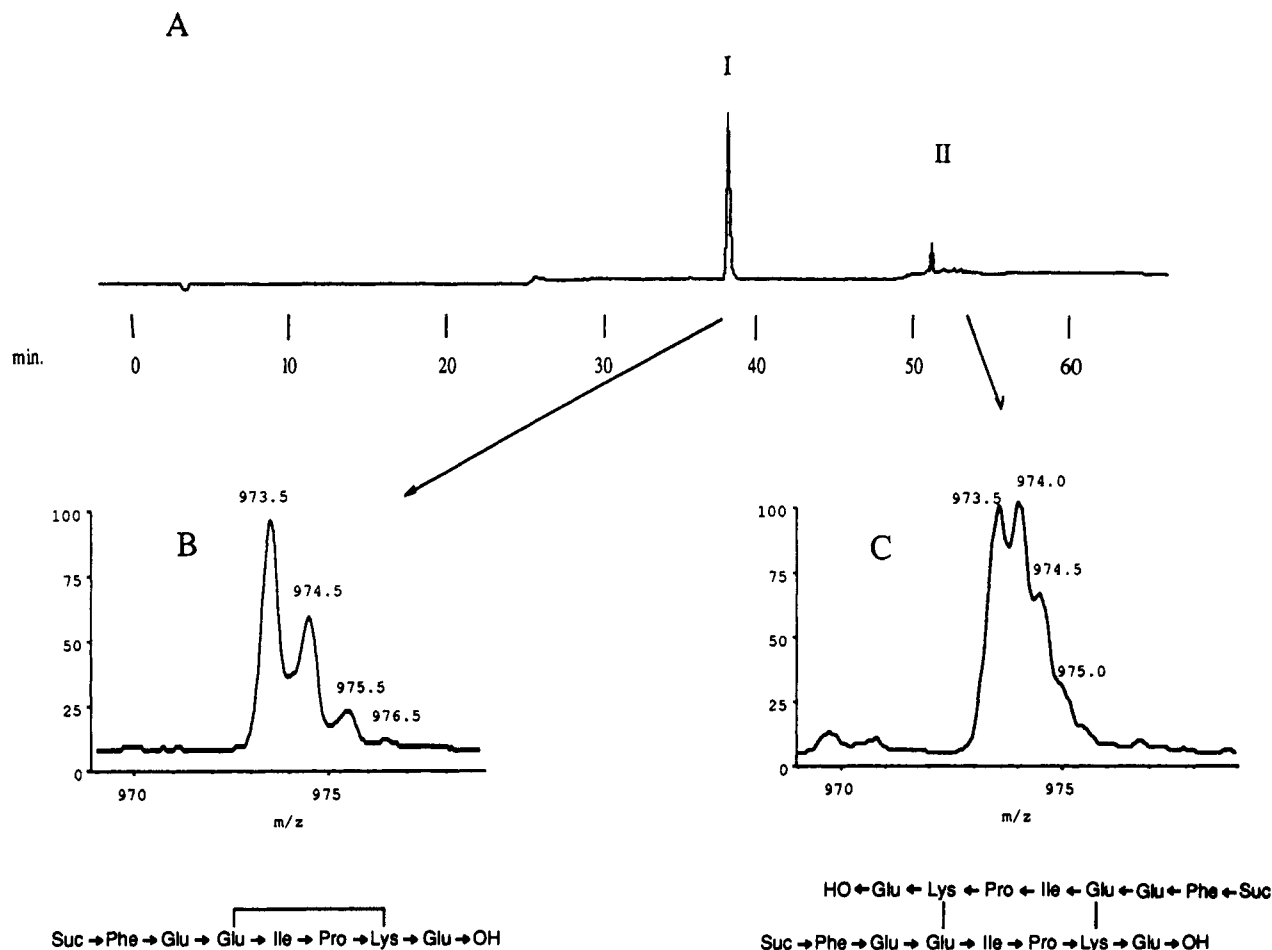 A
I
II
min. 0 10 20 30 40 50 60
B
973.5
974.5
975.5
976.5
100
75
50
25
0
970 975
m/z
C
973.5
974.0
974.5
975.0
100
75
50
25
0
970 975
m/z
Suc → Phe → Glu → Glu → Ile → Pro → Lys → Glu → OH
HO ← Glu ← Lys ← Pro ← Ile ← Glu ← Glu ← Phe ← Suc
Suc → Phe → Glu → Glu → Ile → Pro → Lys → Glu → OH